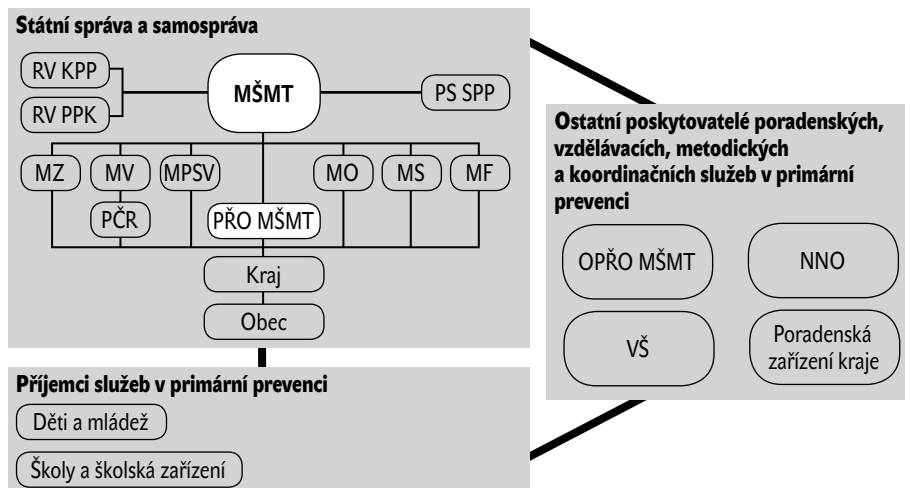 Státní správa a samospráva
RV KPP
RV PPK
MŠMT
PS SPP
MZ
MV
MPSV
MO
MS
MF
PČR
PŘO MŠMT
Kraj
Obec
Ostatní poskytovatelé poradenských,
vzdělávacích, metodických
a koordinačních služeb v primární
prevenci
OPŘO MŠMT
NNO
VŠ
Poradenská
zařízení kraje
Příjemci služeb v primární prevenci
Děti a mládež
Školy a školská zařízení